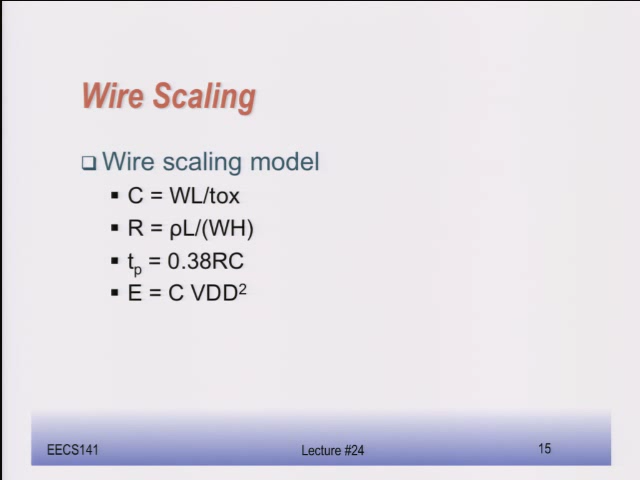 Wire Scaling
❑ Wire scaling model
▪ C = WL/tox
▪ R = ρL/(WH)
▪ tₚ = 0.38RC
▪ E = C VDD²
EECS141 Lecture #24 15